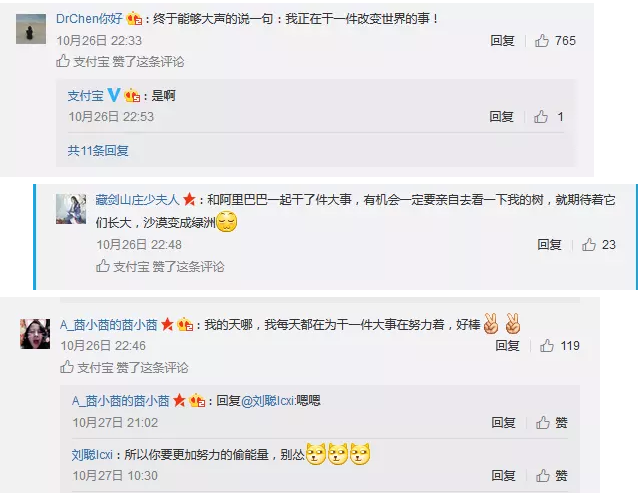 DrChen你好：终于能够大声的说一句：我正在干一件改变世界的事！
10月26日 22:33 回复 765
支付宝 赞了这条评论
支付宝：是啊
10月26日 22:53 回复 1
共11条回复
藏剑山庄少夫人：和阿里巴巴一起干了件大事，有机会一定要亲自去看一下我的树，就期待着它
们长大，沙漠变成绿洲
10月26日 22:48 回复 23
支付宝 赞了这条评论
A_茴小茴的茴小茴：我的天哪，我每天都在为干一件大事在努力着，好棒
10月26日 22:46 回复 119
支付宝 赞了这条评论
A_茴小茴的茴小茴：回复@刘聪lcxi:嗯嗯
10月27日 21:02 回复 赞
刘聪lcxi：所以你要更加努力的偷能量，别怂
10月27日 10:30 回复 赞